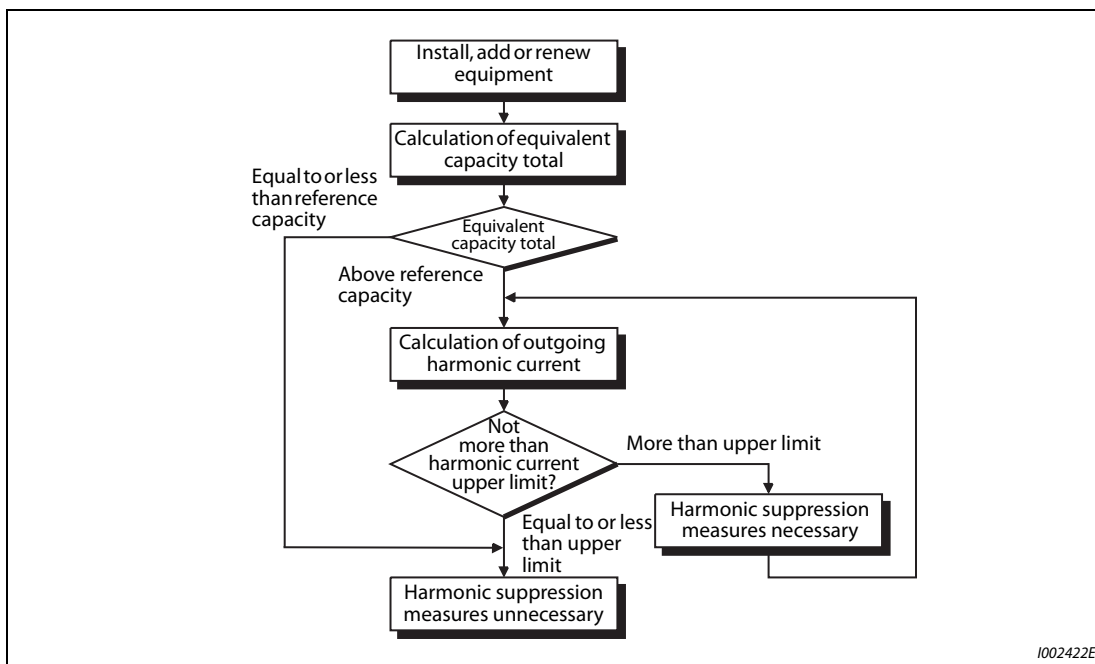 Install, add or renew
equipment
Calculation of equivalent
capacity total
Equal to or less
than reference
capacity
Equivalent
capacity total
Above reference
capacity
Calculation of outgoing
harmonic current
Not
more than
harmonic current
upper limit?
More than upper limit
Harmonic suppression
measures necessary
Equal to or less
than upper
limit
Harmonic suppression
measures unnecessary
I002422E